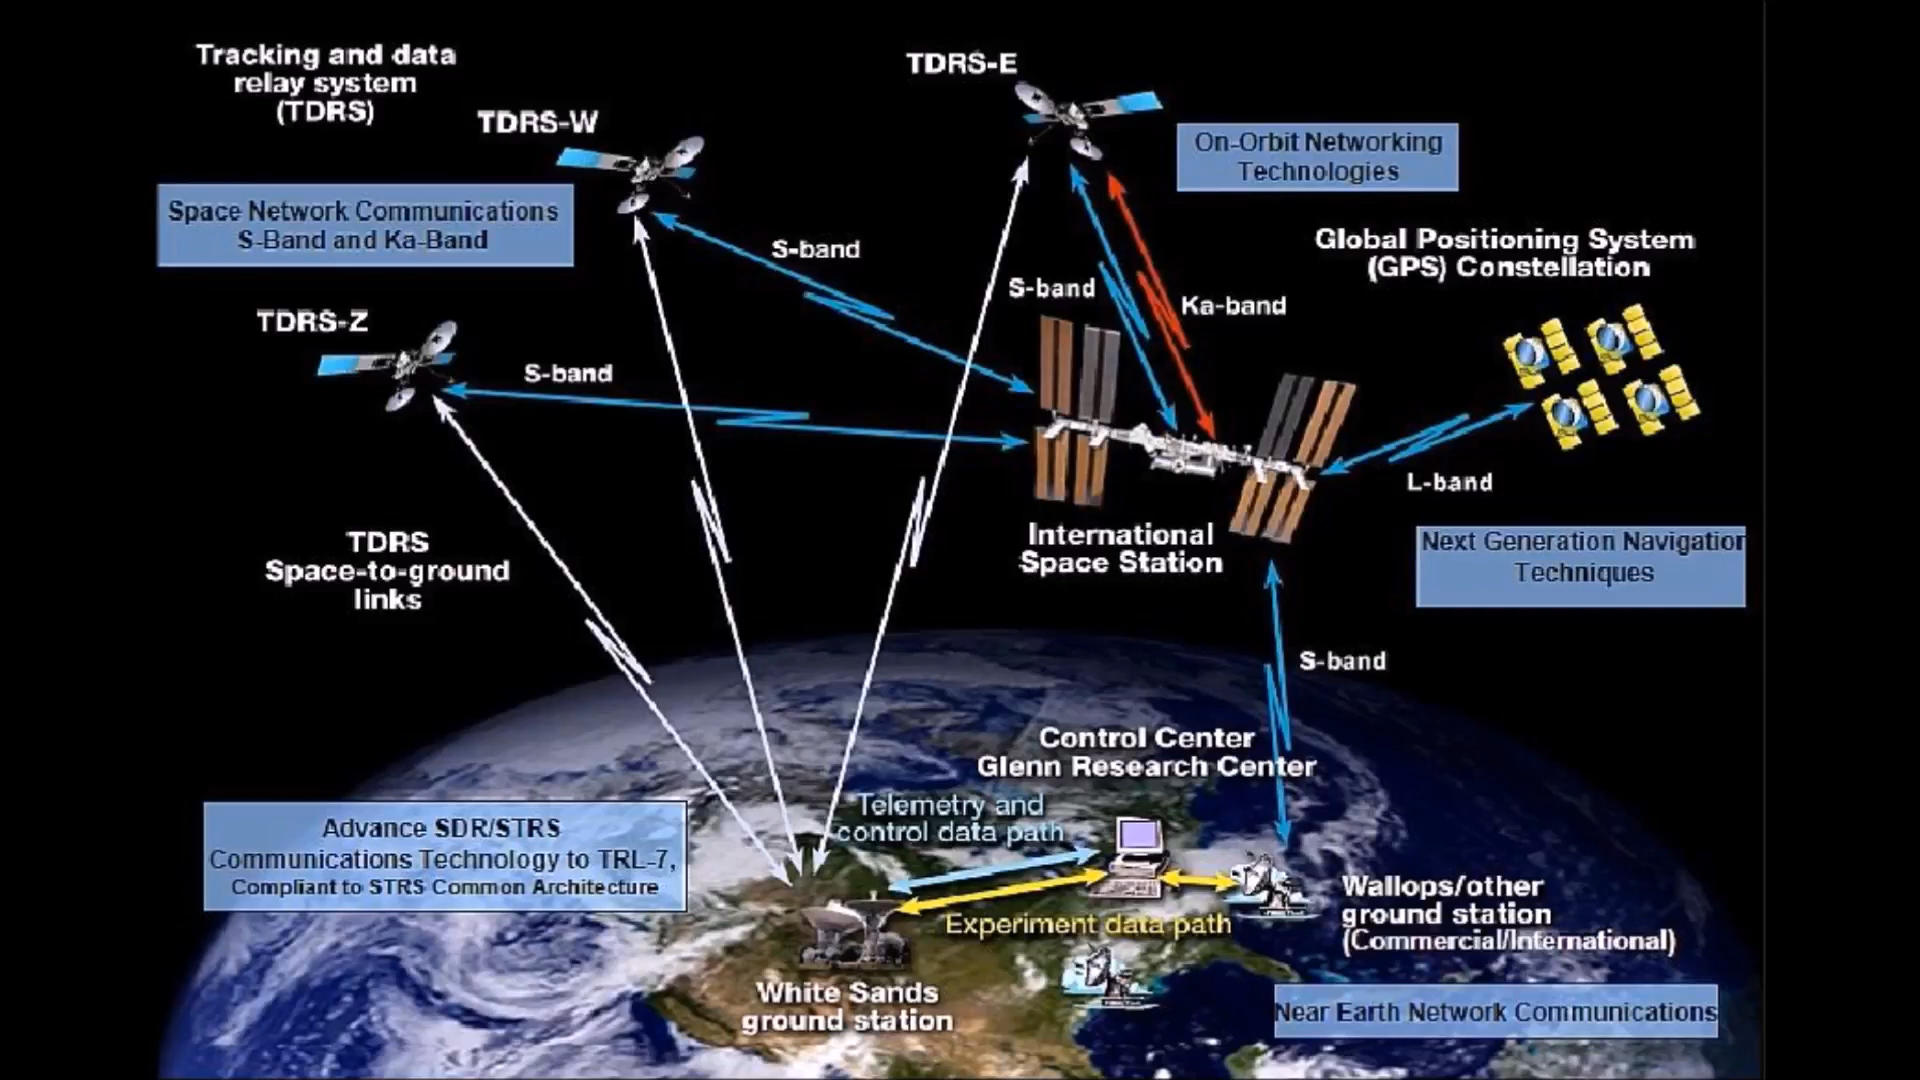 Tracking and data
relay system
(TDRS)
TDRS-W
TDRS-E
On-Orbit Networking
Technologies
Space Network Communications
S-Band and Ka-Band
S-band
Global Positioning System
(GPS) Constellation
S-band
Ka-band
TDRS-Z
S-band
L-band
International
Space Station
Next Generation Navigation
Techniques
TDRS
Space-to-ground
links
S-band
Control Center
Glenn Research Center
Telemetry and
control data path
Advance SDR/STRS
Communications Technology to TRL-7,
Compliant to STRS Common Architecture
Experiment data path
Wallops/other
ground station
(Commercial/International)
White Sands
ground station
Near Earth Network Communications